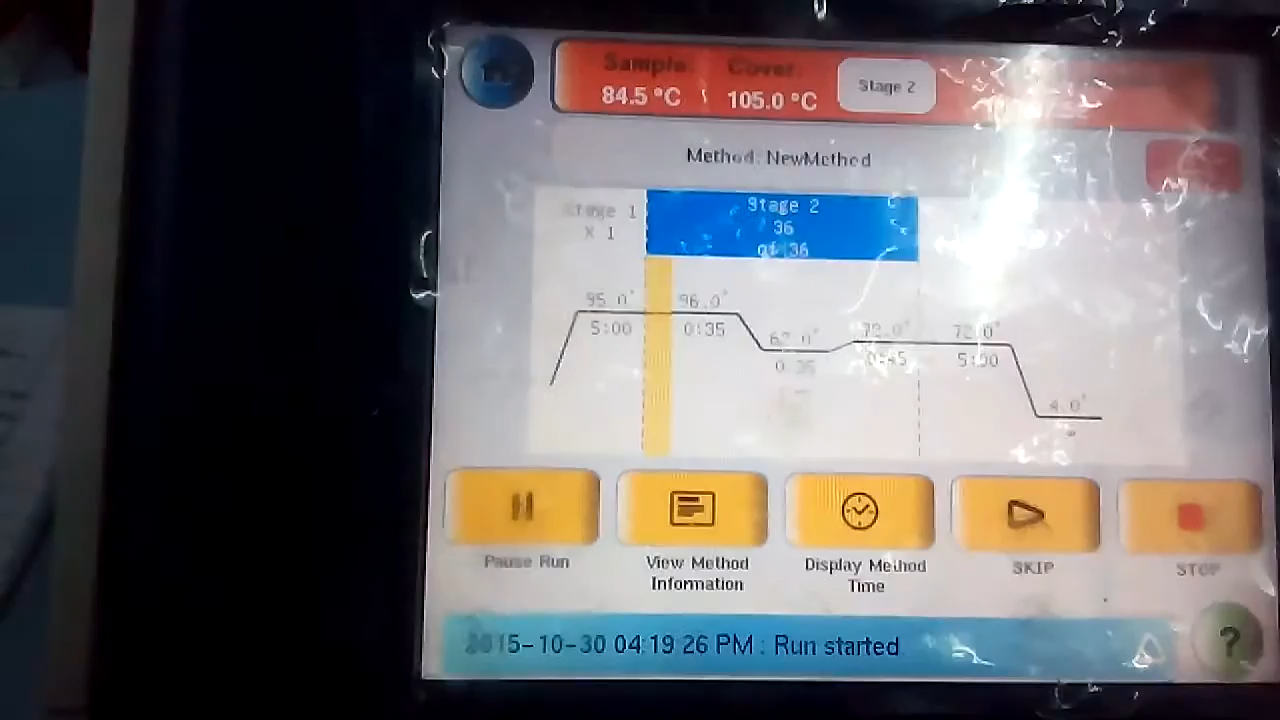 Sample: Cover:
84.5 °C 105.0 °C Stage 2
Method: NewMethod
Stage 1
X 1
Stage 2
36
of 36
95.0° 96.0° 72.0° 72.0°
5:00 0:35 0:45 5:00
4.0°
∞
Pause Run
View Method
Information
Display Method
Time
SKIP
STOP
2015-10-30 04:19:26 PM : Run started
?